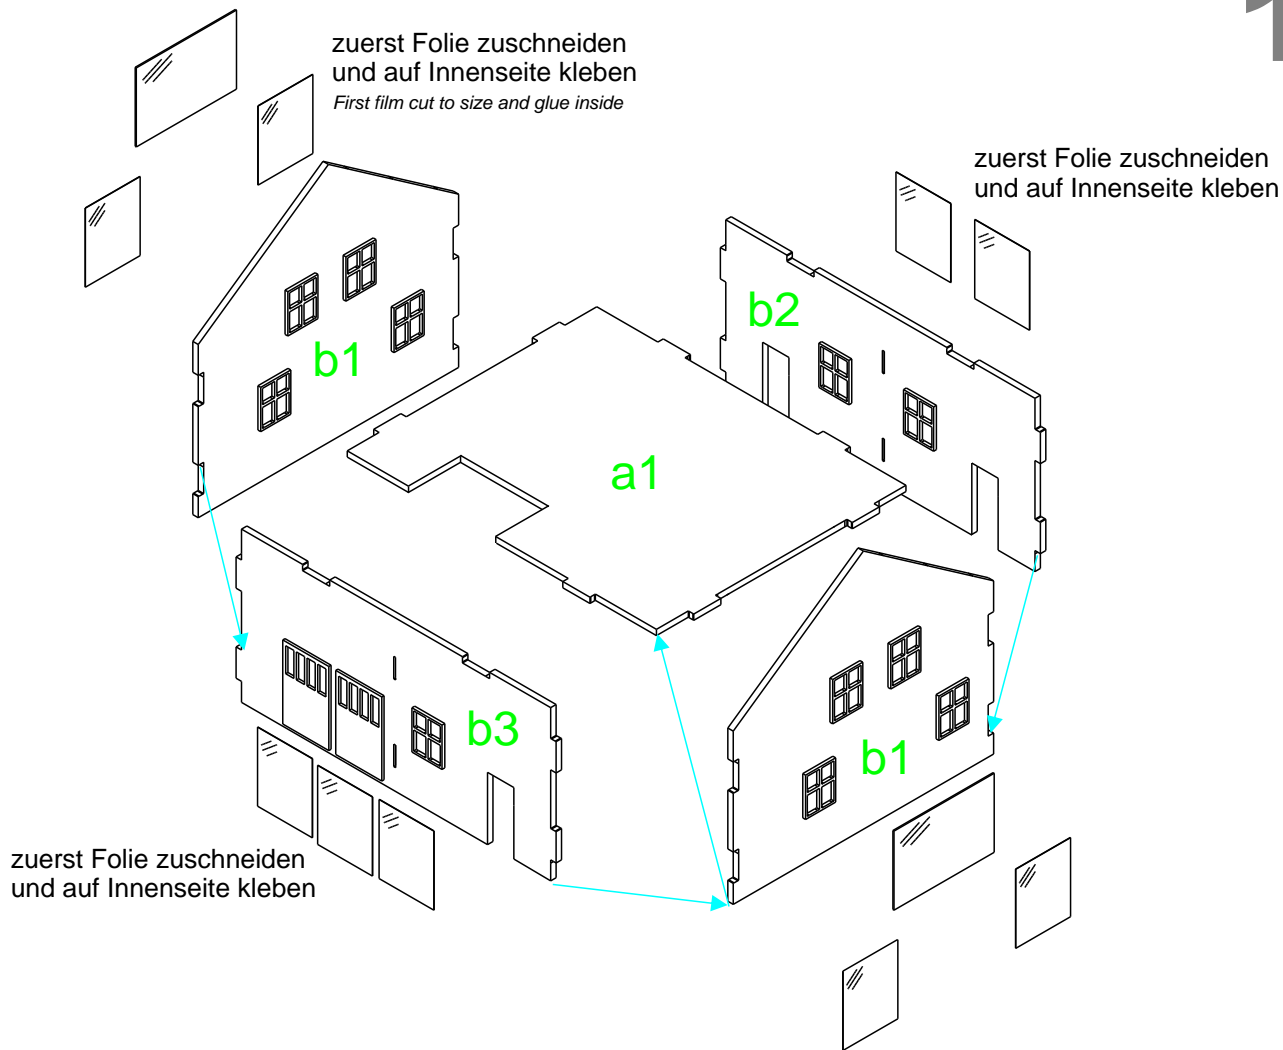 1
zuerst Folie zuschneiden
und auf Innenseite kleben
First film cut to size and glue inside
zuerst Folie zuschneiden
und auf Innenseite kleben
b2
b1
a1
b3
b1
zuerst Folie zuschneiden
und auf Innenseite kleben